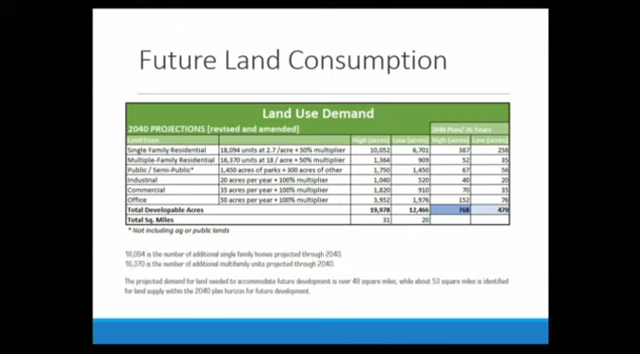 Future Land Consumption
Land Use Demand
2040 PROJECTIONS [revised and amended] 2040 Plan/ 26 Years
Land Uses High (acres) Low (acres) High (acres) Low (acres)
Single Family Residential 18,094 units at 2.7 /acre + 50% multiplier 10,052 6,701 387 258
Multiple-Family Residential 16,370 units at 18 / acre + 50% multiplier 1,364 909 52 35
Public / Semi-Public* 1,450 acres of parks + 300 acres of other 1,750 1,450 67 56
Industrial 20 acres per year + 100% multiplier 1,040 520 40 20
Commercial 35 acres per year + 100% multiplier 1,820 910 70 35
Office 50 acres per year + 100% multiplier 3,952 1,976 152 76
Total Developable Acres 19,978 12,466 768 479
Total Sq. Miles 31 20
* Not including ag or public lands
18,094 is the number of additional single family homes projected through 2040.
16,370 is the number of additional multifamily units projected through 2040.
The projected demand for land needed to accommodate future development is over 48 square miles, while about 53 square miles is identified
for land supply within the 2040 plan horizon for future development.